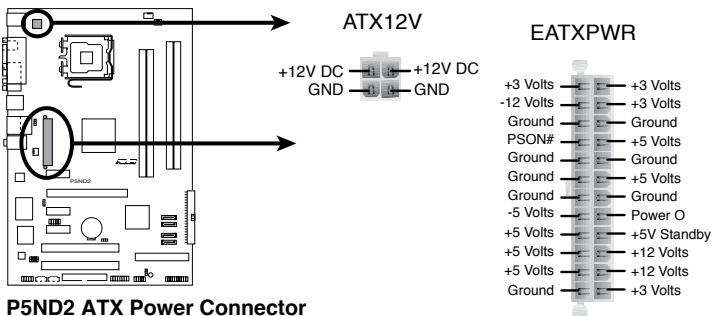 ATX12V
+12V DC +12V DC
GND GND
EATXPWR
+3 Volts +3 Volts
-12 Volts +3 Volts
Ground Ground
PSON# +5 Volts
Ground Ground
Ground +5 Volts
Ground Ground
-5 Volts Power O
+5 Volts +5V Standby
+5 Volts +12 Volts
+5 Volts +12 Volts
Ground +3 Volts
P5ND2
P5ND2 ATX Power Connector